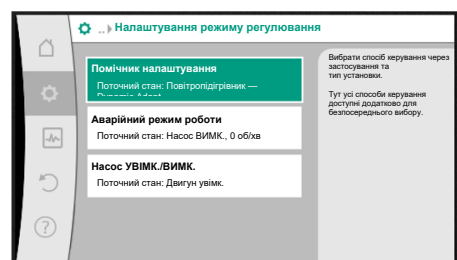 .. Налаштування режиму регулювання
Помічник налаштування
Поточний стан: Повітропідігрівник —
Dynamic Adapt
Аварійний режим роботи
Поточний стан: Насос ВИМК., 0 об/хв
Насос УВІМК./ВИМК.
Поточний стан: Двигун увімк.
Вибрати спосіб керування через
застосування та
тип установки.
Тут усі способи керування
доступні додатково для
безпосереднього вибору.
?